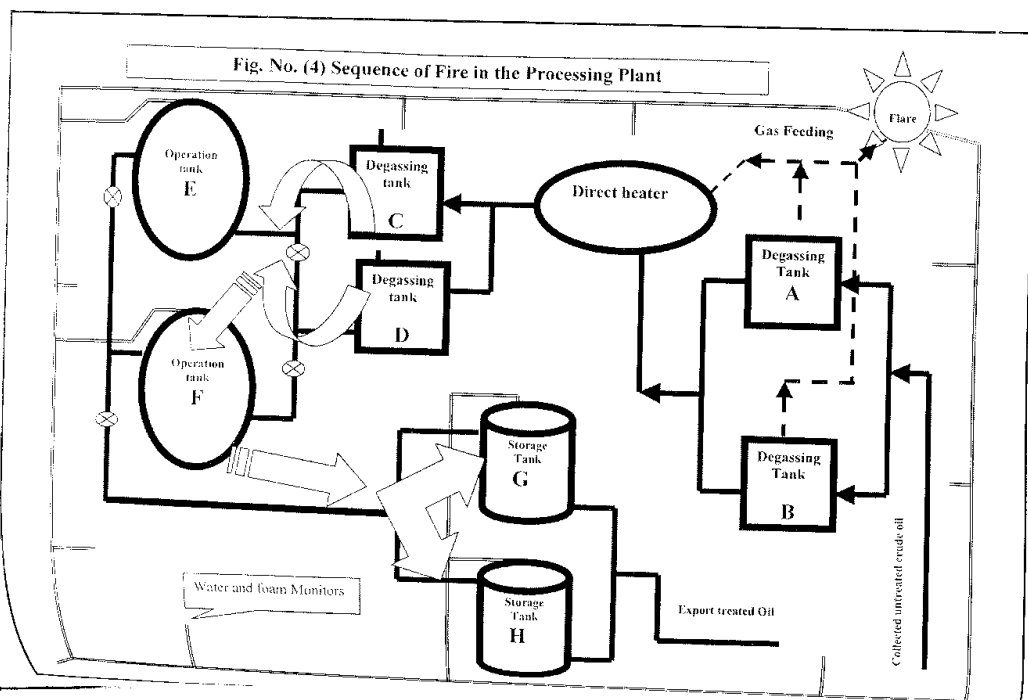 Fig. No. (4) Sequence of Fire in the Processing Plant
Flare
Gas Feeding
Operation
tank
E
Degassing
tank
C
Direct heater
Degassing
Tank
A
Degassing
tank
D
Operation
tank
F
Storage
Tank
G
Degassing
Tank
B
Water and foam Monitors
Storage
Tank
H
Export treated Oil
Collected untreated crude oil